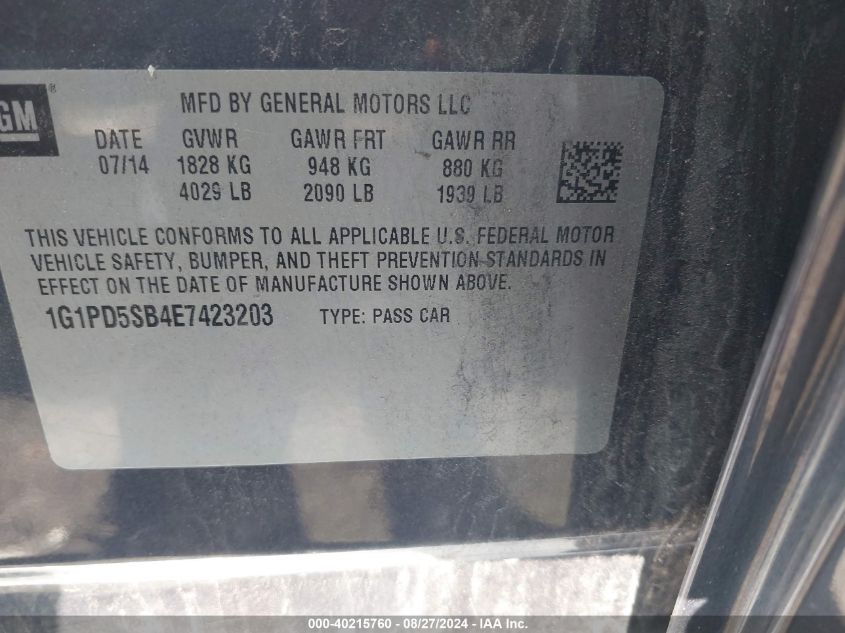 GM ®
MFD BY GENERAL MOTORS LLC
DATE GVWR GAWR FRT GAWR RR
07/14 1828 KG 948 KG 880 KG
4029 LB 2090 LB 1939 LB
THIS VEHICLE CONFORMS TO ALL APPLICABLE U.S. FEDERAL MOTOR
VEHICLE SAFETY, BUMPER, AND THEFT PREVENTION STANDARDS IN
EFFECT ON THE DATE OF MANUFACTURE SHOWN ABOVE.
1G1PD5SB4E7423203 TYPE: PASS CAR
000-40215760 - 08/27/2024 - IAA Inc.